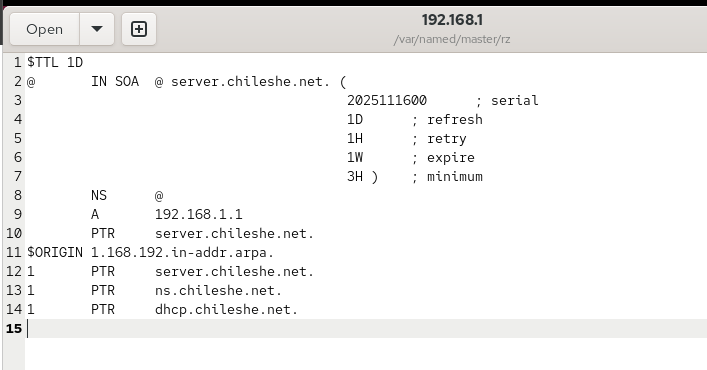 Open
192.168.1
/var/named/master/rz
1 $TTL 1D
2 @ IN SOA @ server.chileshe.net. (
3 2025111600 ; serial
4 1D ; refresh
5 1H ; retry
6 1W ; expire
7 3H ) ; minimum
8 NS @
9 A 192.168.1.1
10 PTR server.chileshe.net.
11 $ORIGIN 1.168.192.in-addr.arpa.
12 1 PTR server.chileshe.net.
13 1 PTR ns.chileshe.net.
14 1 PTR dhcp.chileshe.net.
15